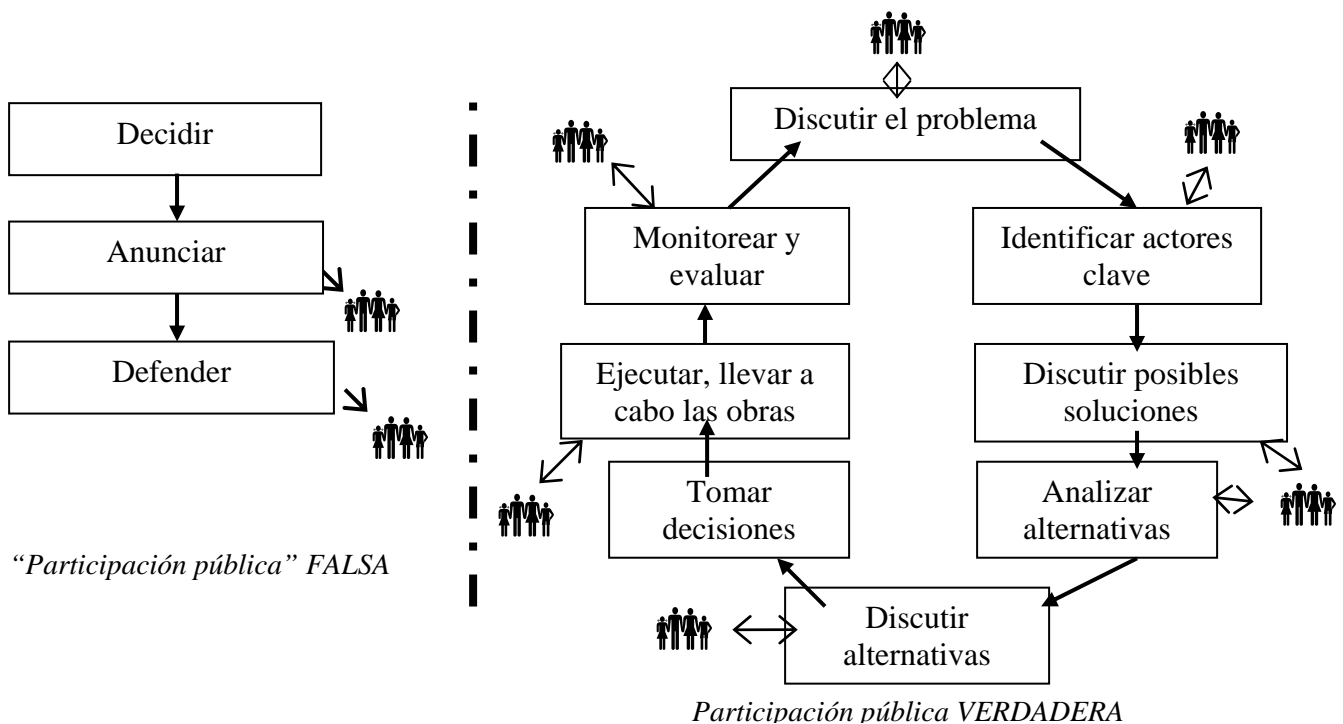 Decidir
Anunciar
Defender
“Participación pública” FALSA
Discutir el problema
Identificar actores
clave
Discutir posibles
soluciones
Analizar
alternativas
Discutir
alternativas
Tomar
decisiones
Ejecutar, llevar a
cabo las obras
Monitorear y
evaluar
Participación pública VERDADERA